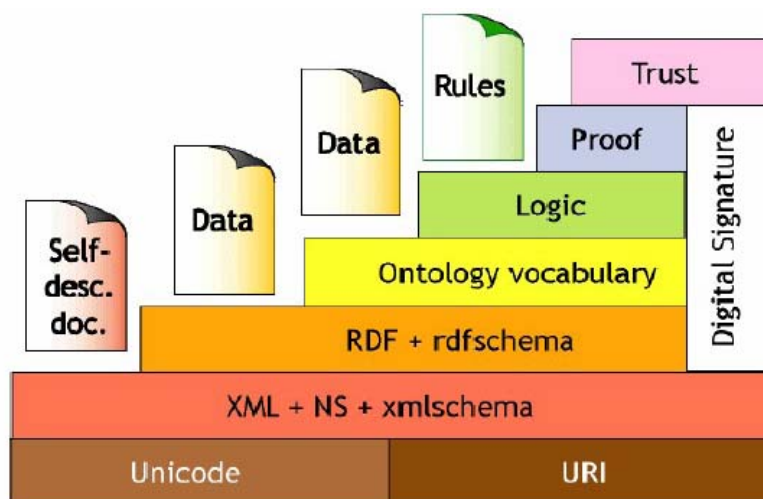 Rules
Trust
Data
Proof
Data
Logic
Self-
desc.
doc.
Ontology vocabulary
Digital Signature
RDF + rdfschema
XML + NS + xmlschema
Unicode
URI